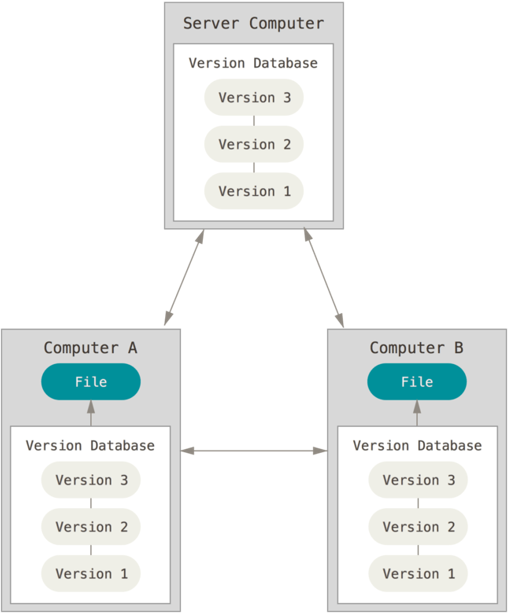 Server Computer
Version Database
Version 3
Version 2
Version 1
Computer A
File
Version Database
Version 3
Version 2
Version 1
Computer B
File
Version Database
Version 3
Version 2
Version 1